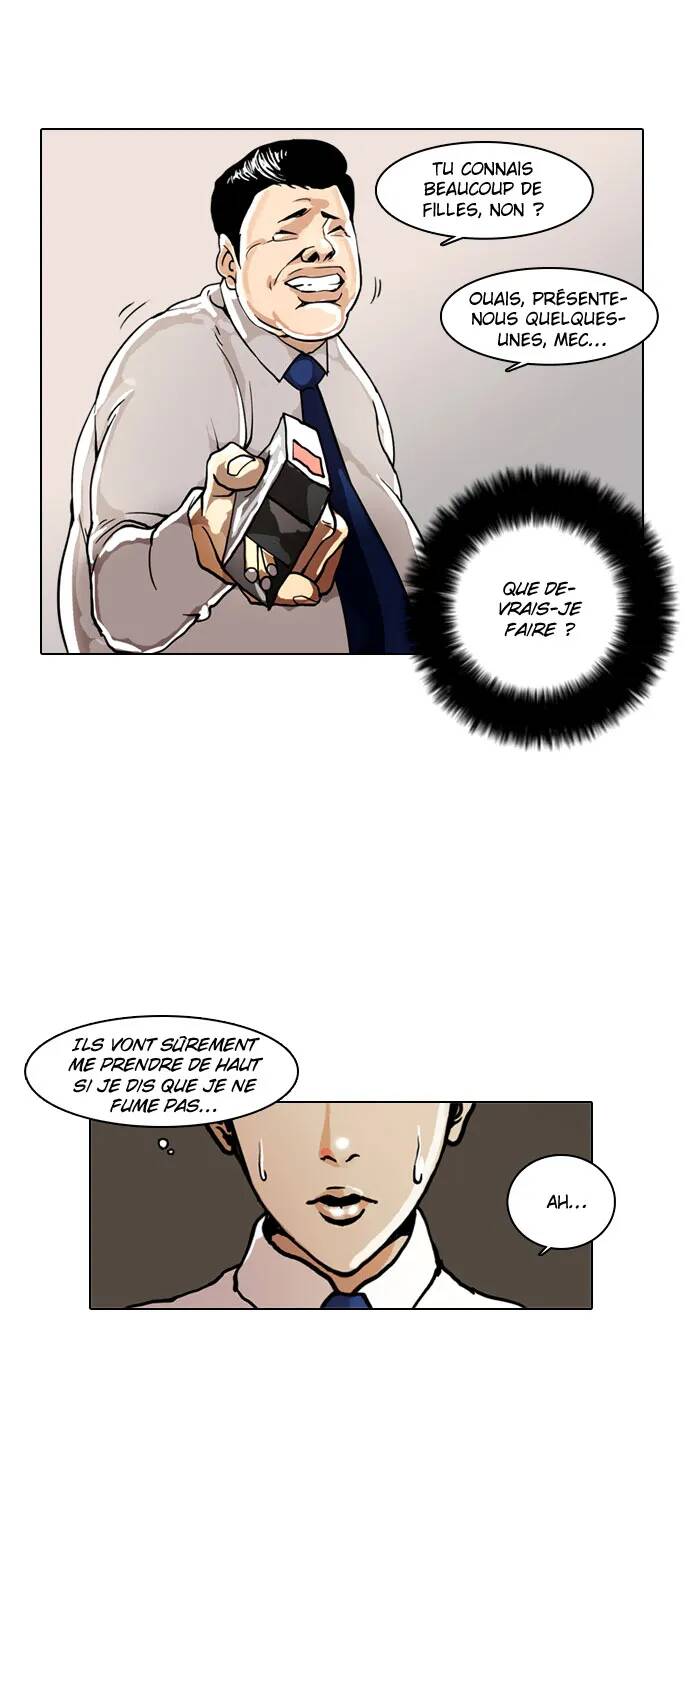 TU CONNAIS
BEAUCOUP DE
FILLES, NON ?
OUAIS, PRÉSENTE-
NOUS QUELQUES-
UNES, MEC...
QUE DE-
VRAIS-JE
FAIRE ?
ILS VONT SÛREMENT
ME PRENDRE DE HAUT
SI JE DIS QUE JE NE
FUME PAS...
AH...